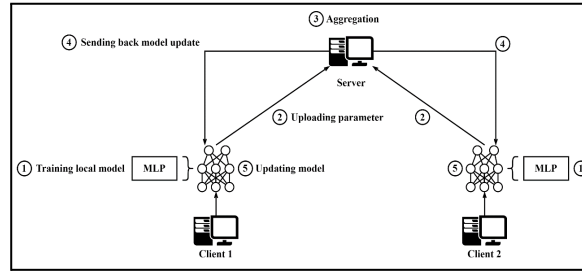 ③ Aggregation
④ Sending back model update
④
Server
② Uploading parameter
②
① Training local model
MLP
⑤ Updating model
⑤
MLP
①
Client 1
Client 2